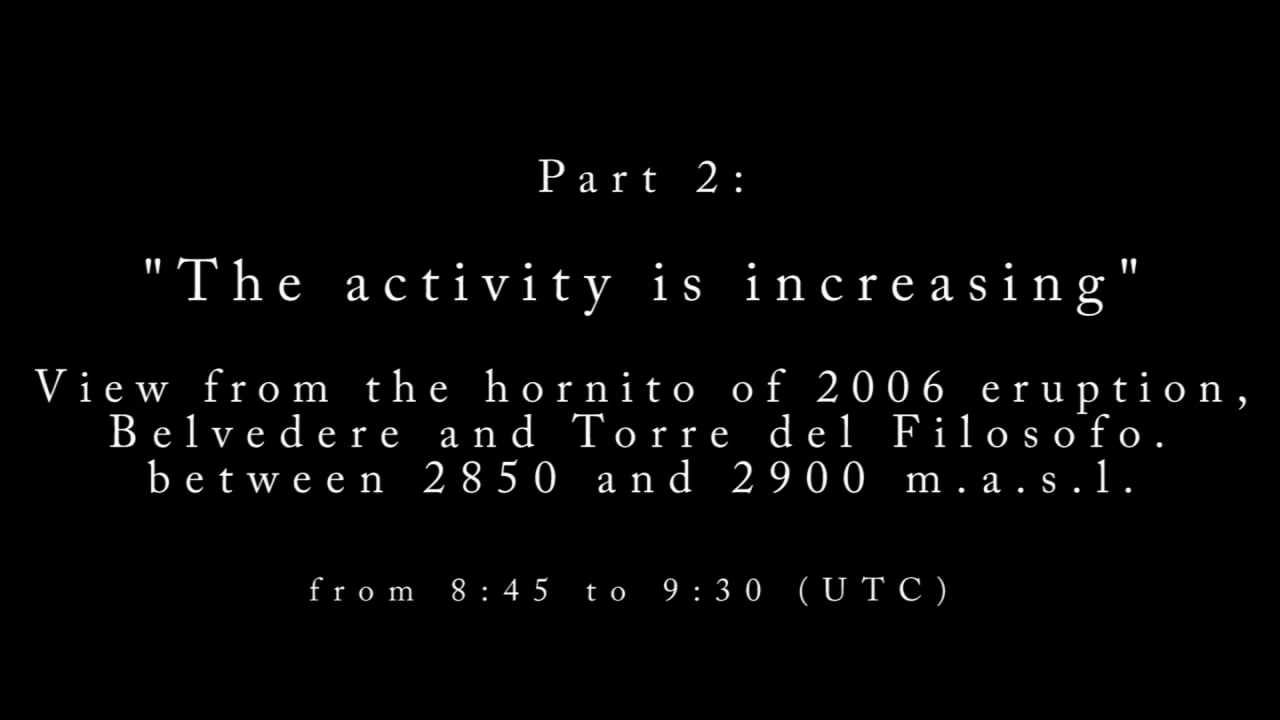 Part 2:
"The activity is increasing"
View from the hornito of 2006 eruption,
Belvedere and Torre del Filosofo.
between 2850 and 2900 m.a.s.l.
from 8:45 to 9:30 (UTC)